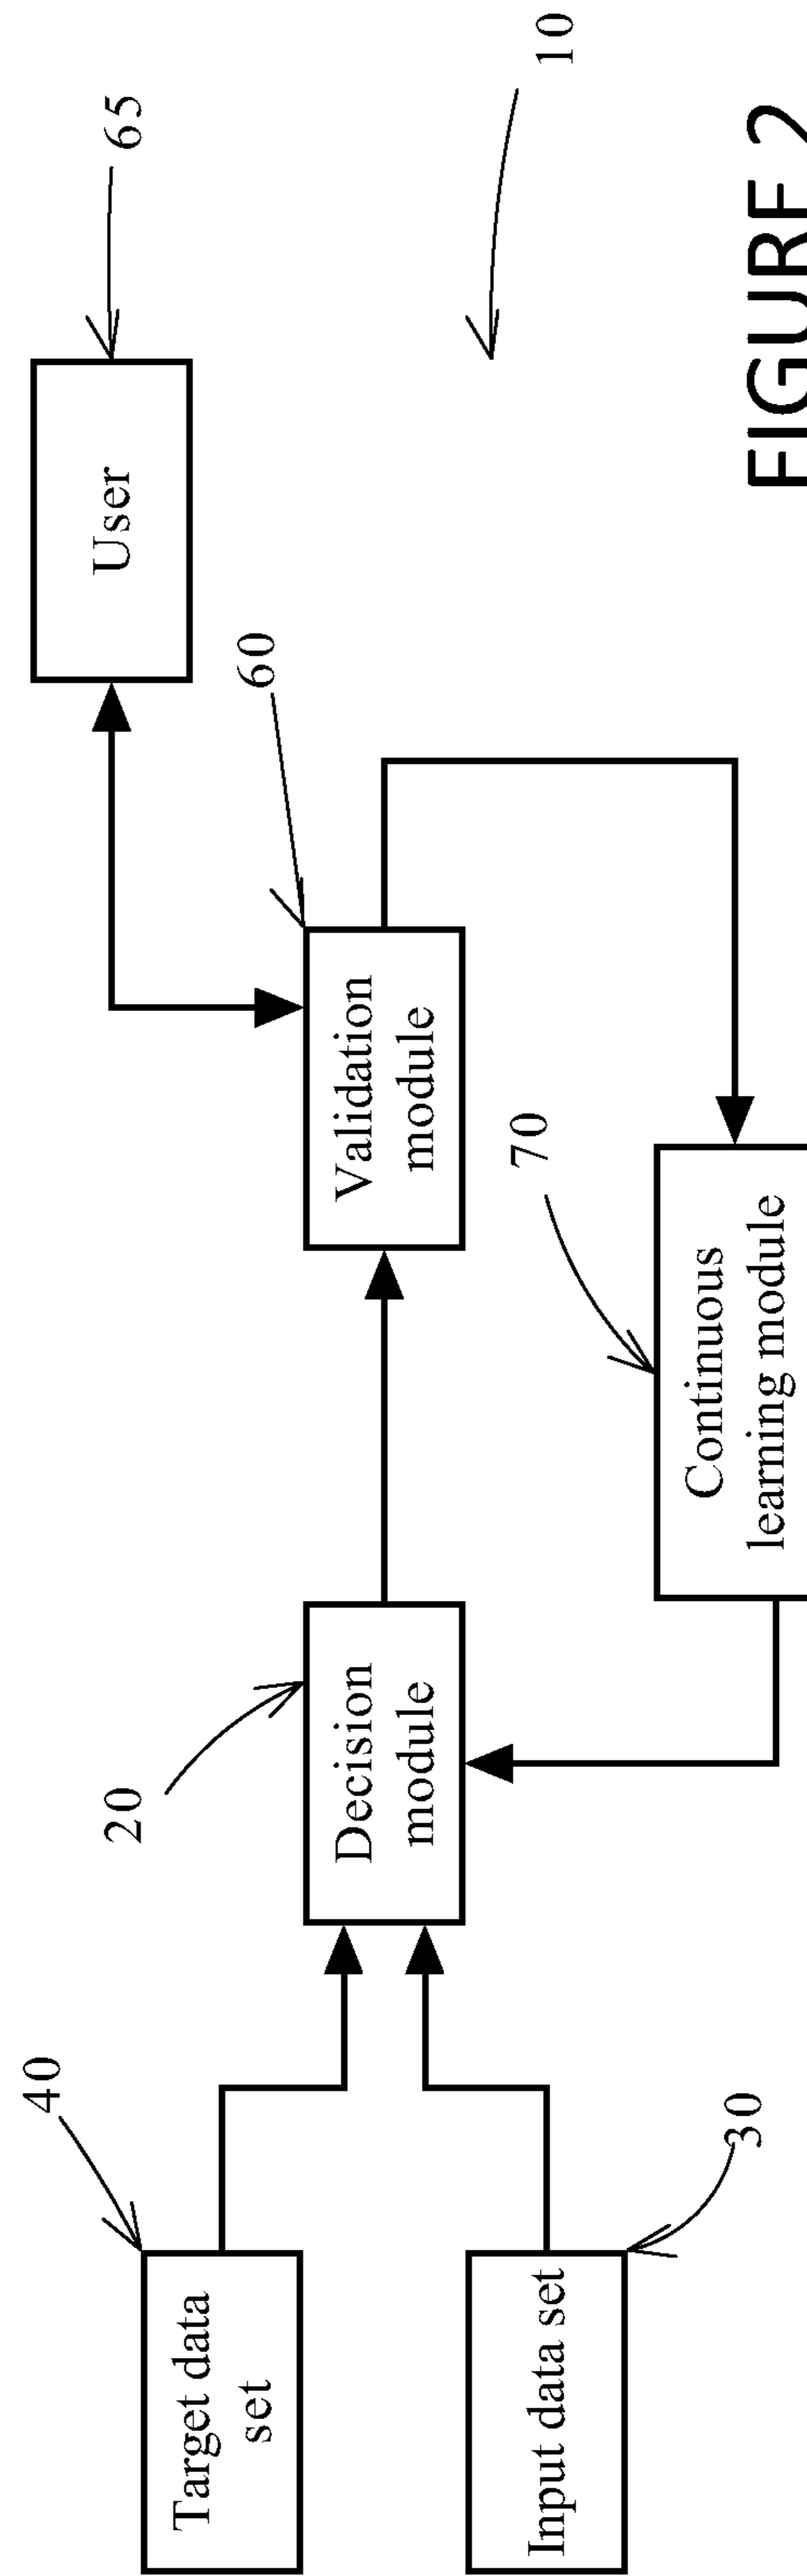 40
Target data
set
Input data set
30
20
Decision
module
Validation
module
60
User
65
Continuous
learning module
70
10
FIGURE 2